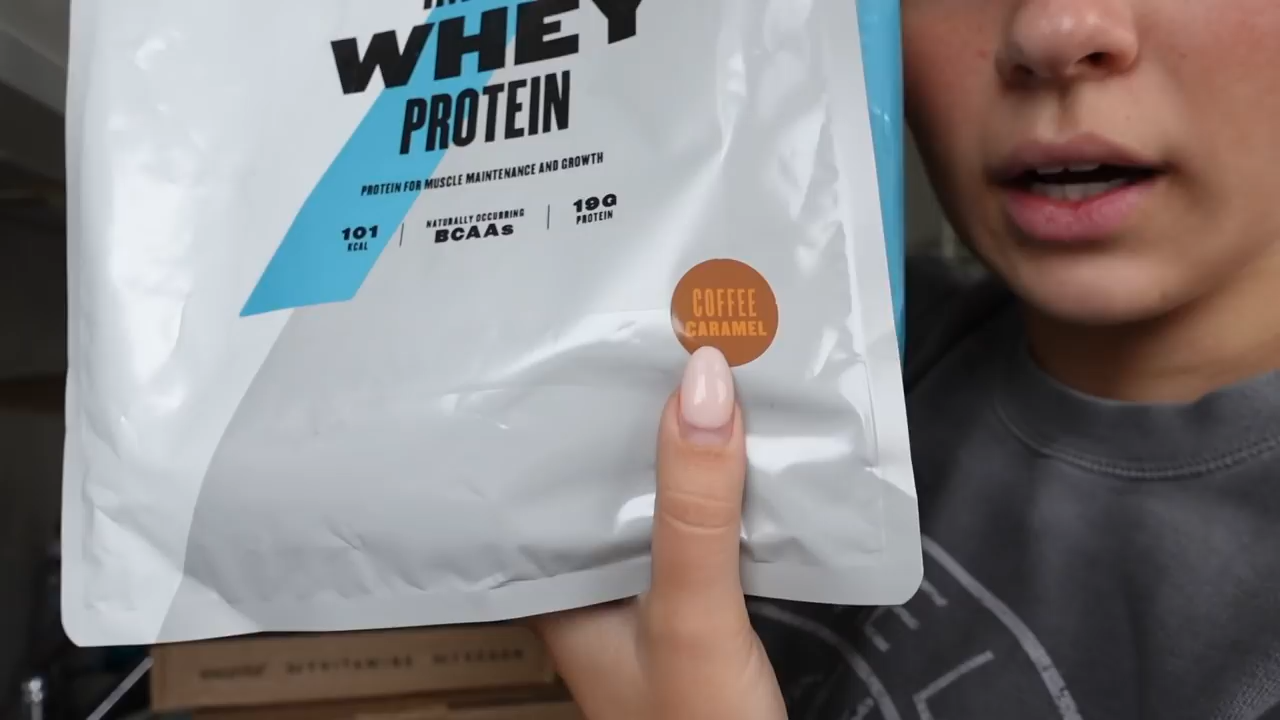 WHEY
PROTEIN
PROTEIN FOR MUSCLE MAINTENANCE AND GROWTH
101
KCAL
NATURALLY OCCURRING
BCAAs
19G
PROTEIN
COFFEE
CARAMEL
E
L